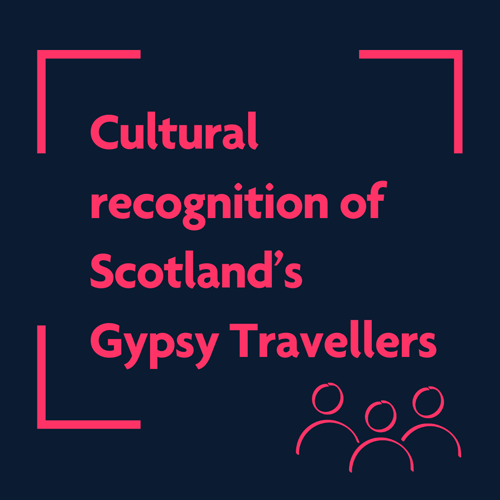 Cultural
recognition of
Scotland’s
Gypsy Travellers